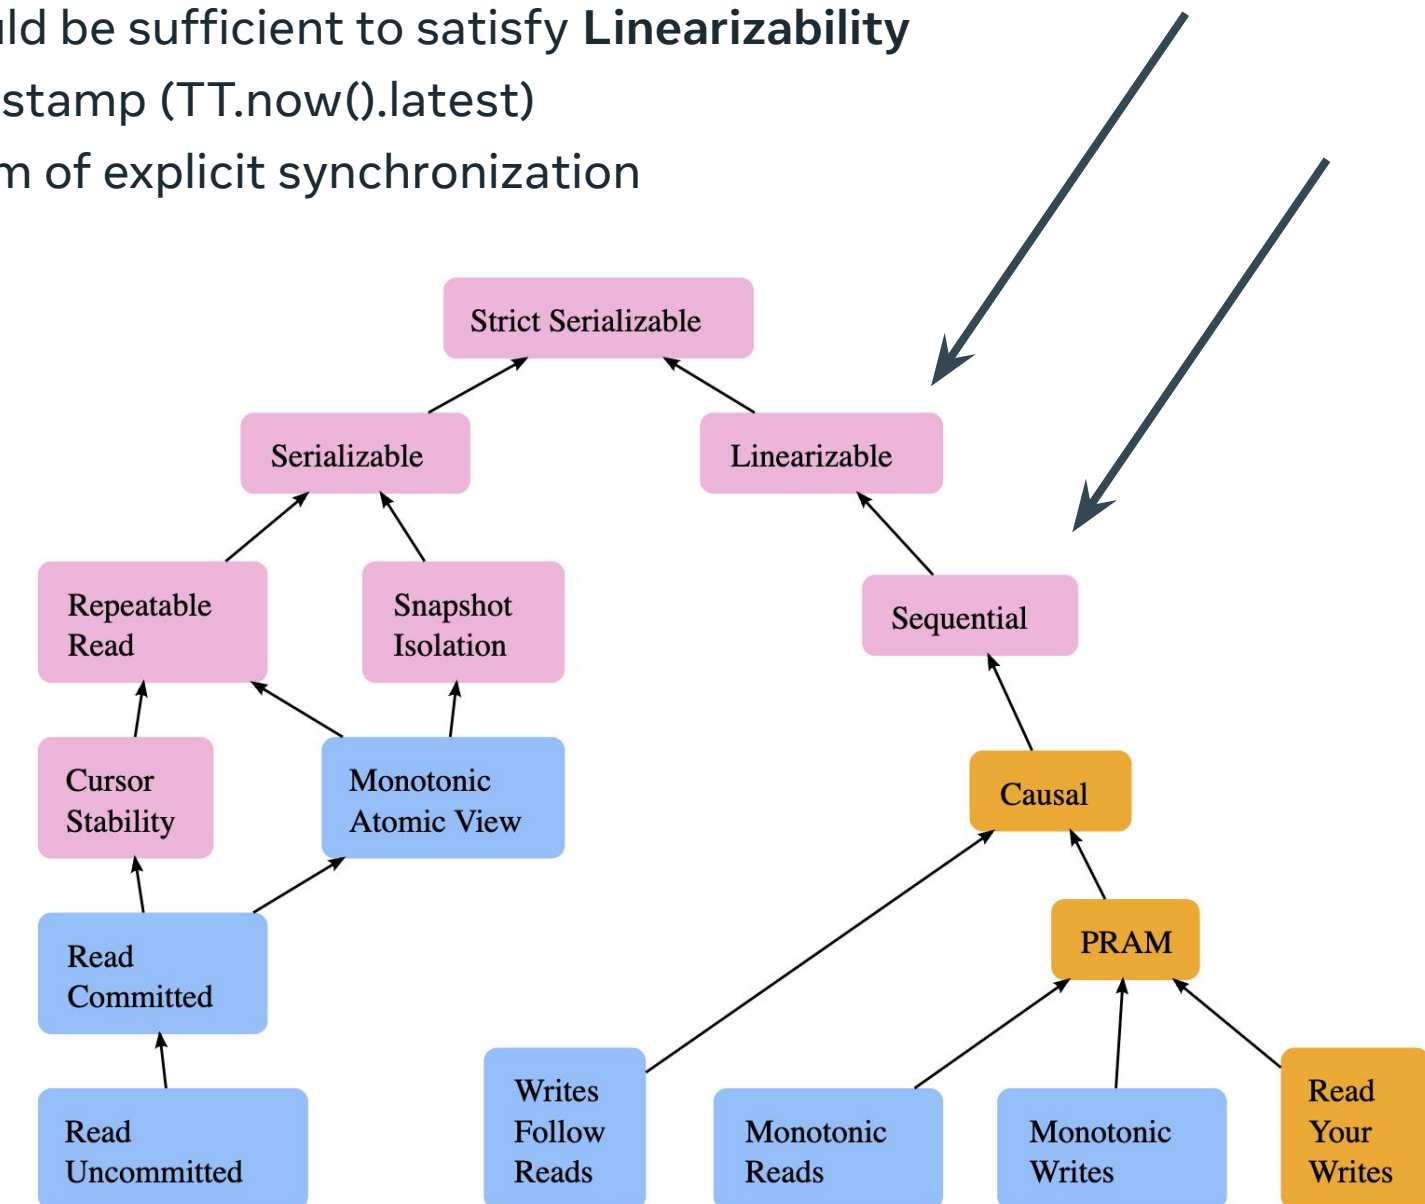 uld be sufficient to satisfy Linearizability
stamp (TT.now().latest)
m of explicit synchronization
Strict Serializable
Serializable
Linearizable
Repeatable
Read
Snapshot
Isolation
Sequential
Cursor
Stability
Monotonic
Atomic View
Causal
Read
Committed
PRAM
Read
Uncommitted
Writes
Follow
Reads
Monotonic
Reads
Monotonic
Writes
Read
Your
Writes